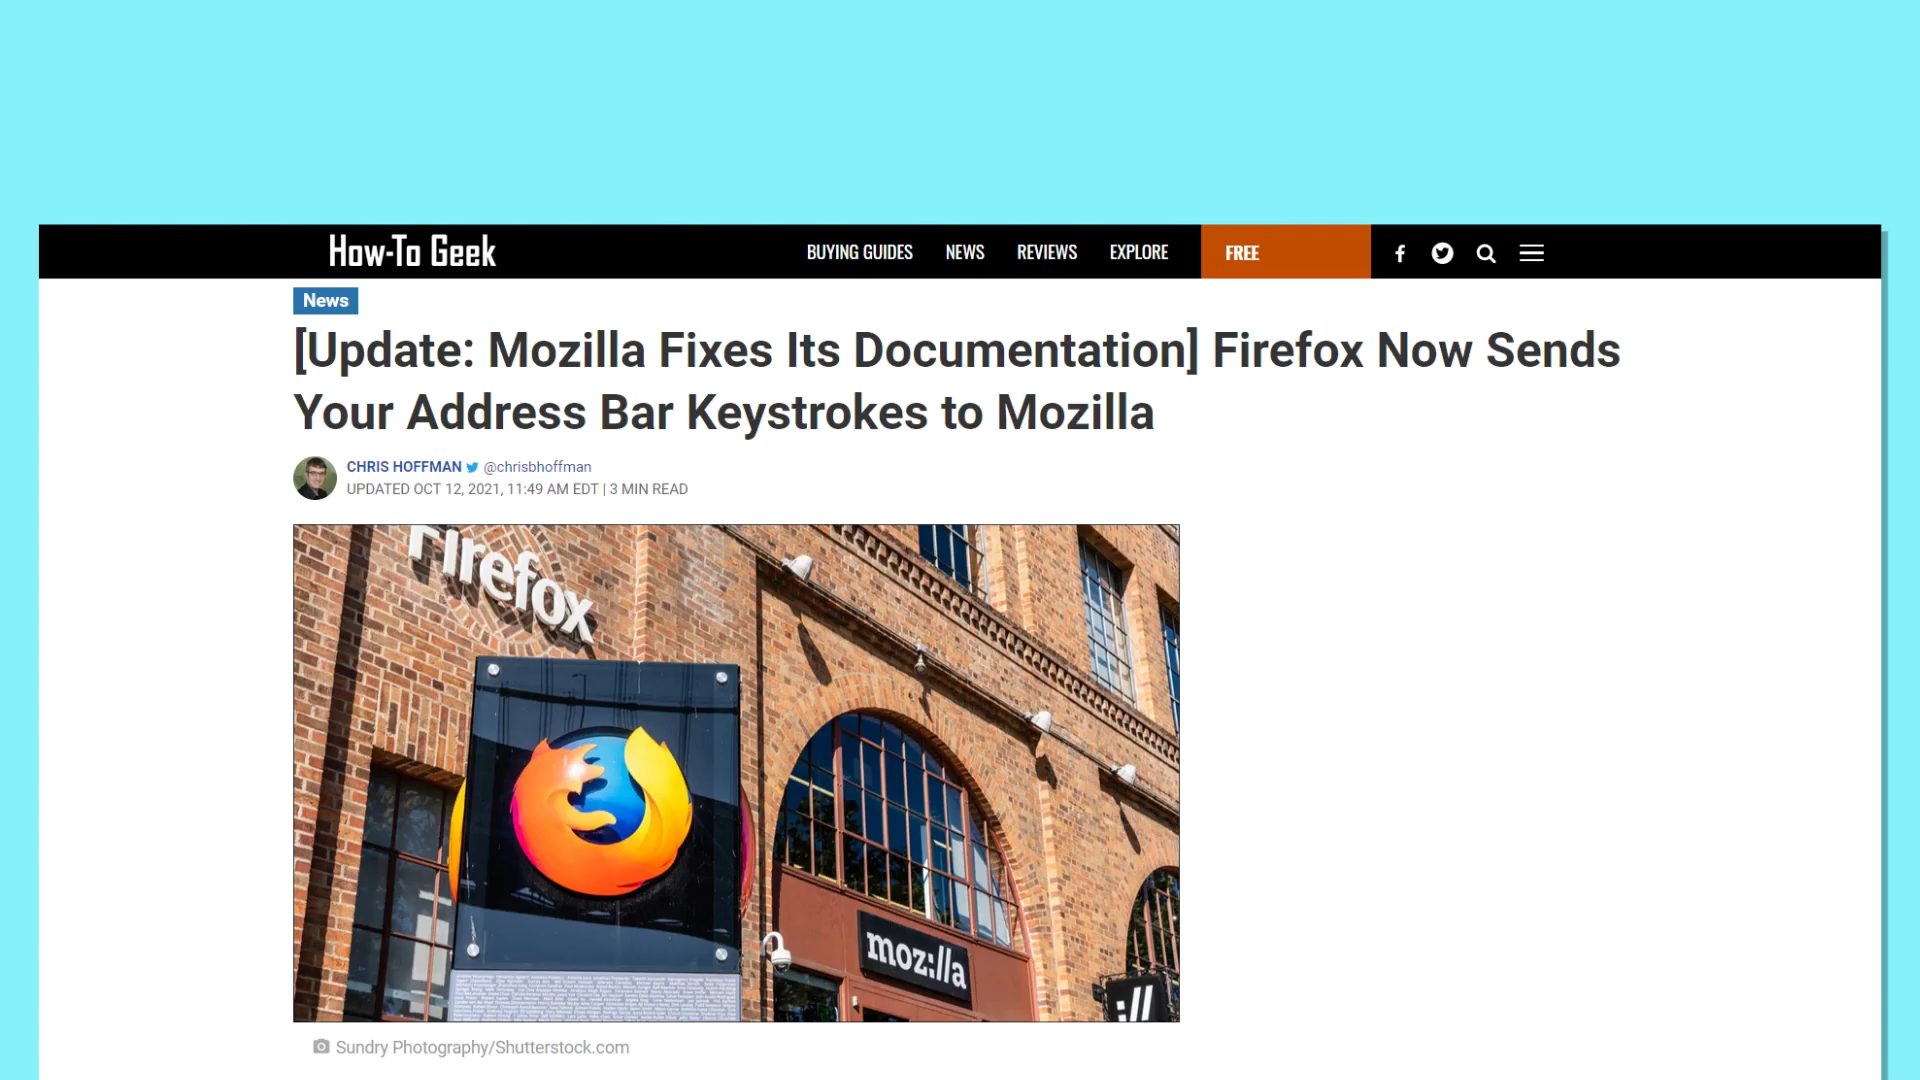 How-To Geek
BUYING GUIDES NEWS REVIEWS EXPLORE FREE
News
[Update: Mozilla Fixes Its Documentation] Firefox Now Sends
Your Address Bar Keystrokes to Mozilla
CHRIS HOFFMAN @chrisbhoffman
UPDATED OCT 12, 2021, 11:49 AM EDT | 3 MIN READ
Firefox
moz://a
://
Sundry Photography/Shutterstock.com